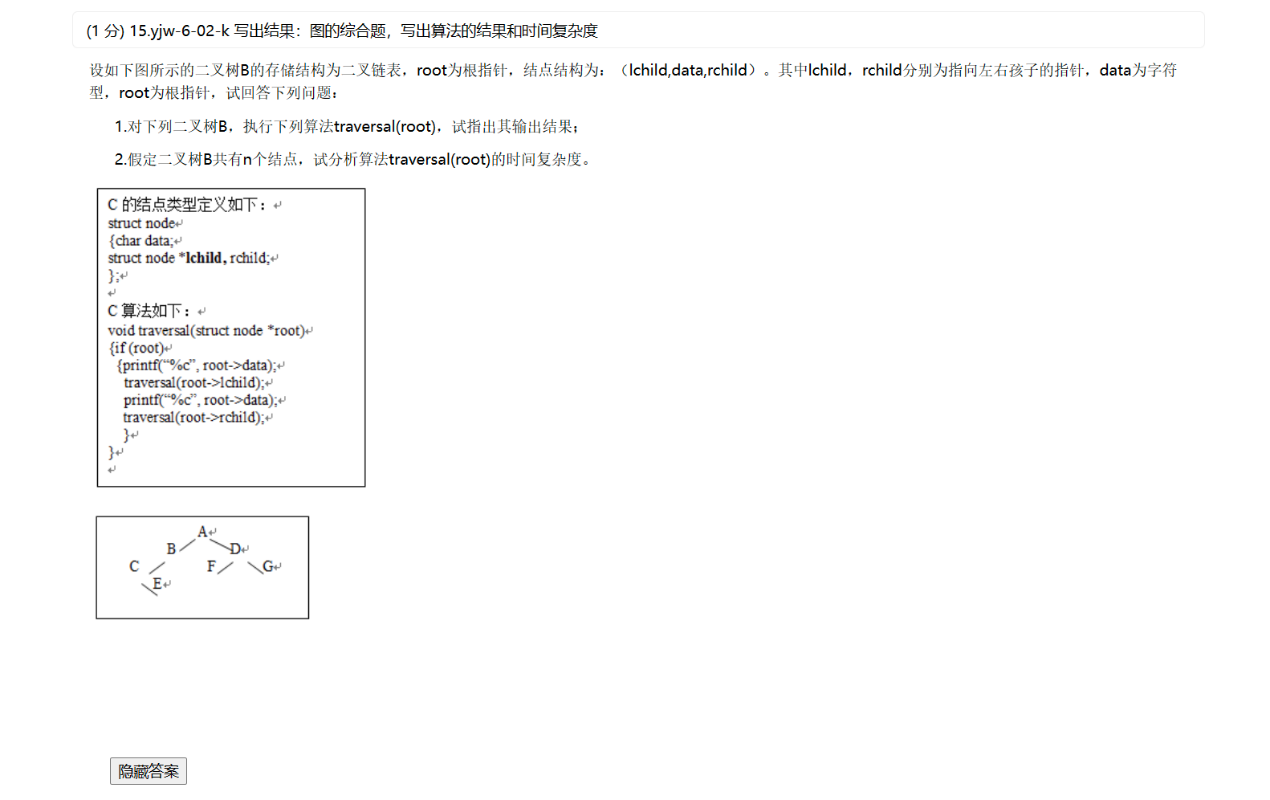 (1 分) 15.yjw-6-02-k 写出结果：图的综合题，写出算法的结果和时间复杂度
设如下图所示的二叉树B的存储结构为二叉链表，root为根指针，结点结构为：（lchild,data,rchild）。其中lchild，rchild分别为指向左右孩子的指针，data为字符
型，root为根指针，试回答下列问题：
1.对下列二叉树B，执行下列算法traversal(root)，试指出其输出结果；
2.假定二叉树B共有n个结点，试分析算法traversal(root)的时间复杂度。
C 的结点类型定义如下：↵
struct node↵
{char data;↵
struct node *lchild, rchild;↵
};↵
↵
C 算法如下：↵
void traversal(struct node *root)↵
{if (root)↵
{printf(“%c”, root->data);↵
traversal(root->lchild);↵
printf(“%c”, root->data);↵
traversal(root->rchild);↵
}↵
}↵
↵
A↵
B D↵
C F G↵
E↵
隐藏答案